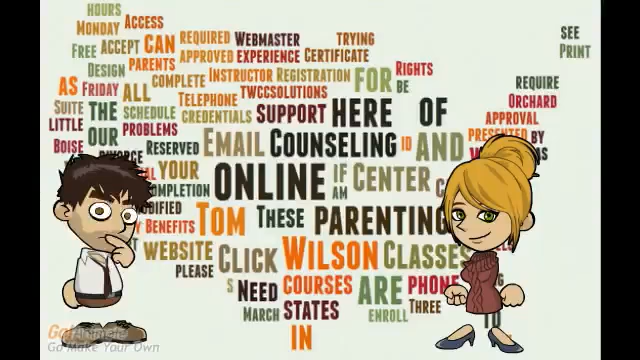 HOURS
MONDAY ACCESS
FREE ACCEPT CAN REQUIRED WEBMASTER TRYING
SEE
PRINT
DESIGN PARENTS APPROVED EXPERIENCE CERTIFICATE
AS FRIDAY ALL COMPLETE INSTRUCTOR REGISTRATION FOR RIGHTS
BE
REQUIRE
SUITE THE SCHEDULE TELEPHONE TWCCSOLUTIONS
ORCHARD
LITTLE OUR PROBLEMS CREDENTIALS SUPPORT HERE OF
APPROVAL
BOISE RESERVED EMAIL COUNSELING ID AND PRESENTED BY
YOUR ONLINE IF CENTER
AM
BENEFITS TOM THESE PARENTING
WEBSITE CLICK WILSON CLASSES
PLEASE
S NEED COURSES ARE PHONE
MARCH STATES ENROLL THREE
IN
Go!Animate
Go Make Your Own